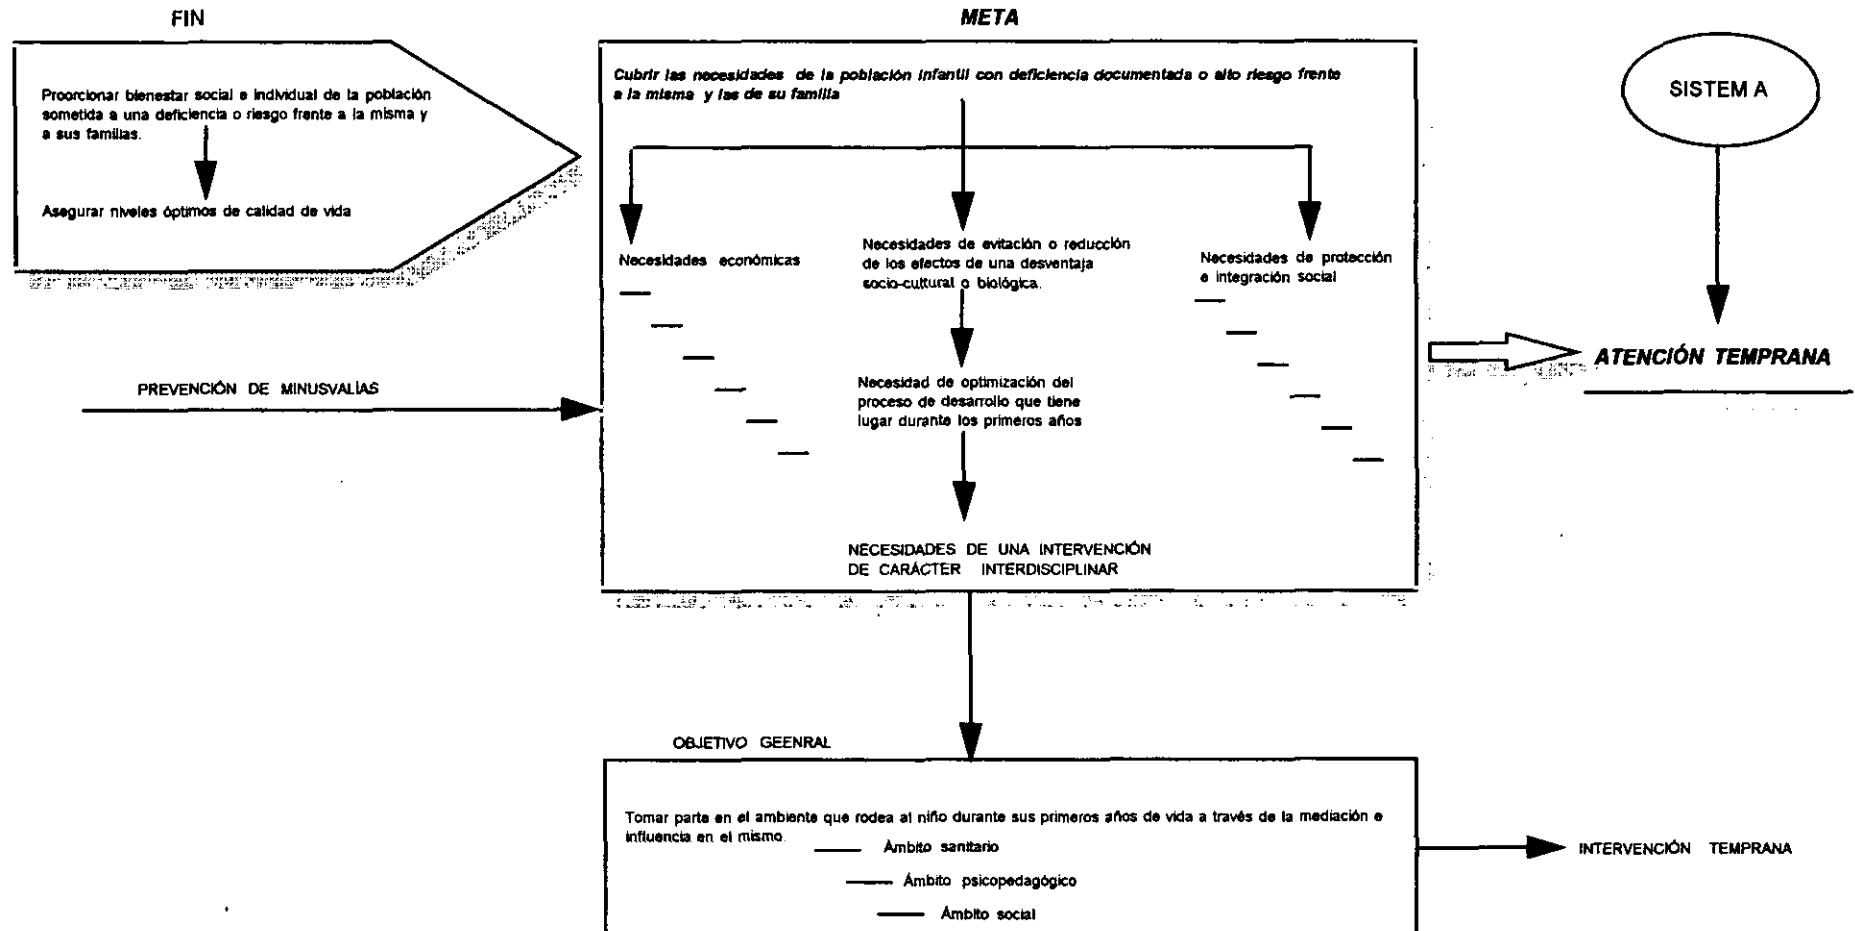 FIN
Proorcionar bienestar social e individual de la población
sometida a una deficiencia o riesgo frente a la misma y
a sus familias.
Asegurar niveles óptimos de calidad de vida
PREVENCIÓN DE MINUSVALÍAS
META
Cubrir las necesidades de la población infantil con deficiencia documentada o alto riesgo frente
a la misma y las de su familia
Necesidades económicas
Necesidades de evitación o reducción
de los efectos de una desventaja
socio-cultural o biológica.
Necesidad de optimización del
proceso de desarrollo que tiene
lugar durante los primeros años
NECESIDADES DE UNA INTERVENCIÓN
DE CARÁCTER INTERDISCIPLINAR
Necesidades de protección
e integración social
SISTEMA
ATENCIÓN TEMPRANA
OBJETIVO GEENRAL
Tomar parte en el ambiente que rodea al niño durante sus primeros años de vida a través de la mediación e
influencia en el mismo.
Ámbito sanitario
Ámbito psicopedagógico
Ámbito social
INTERVENCIÓN TEMPRANA